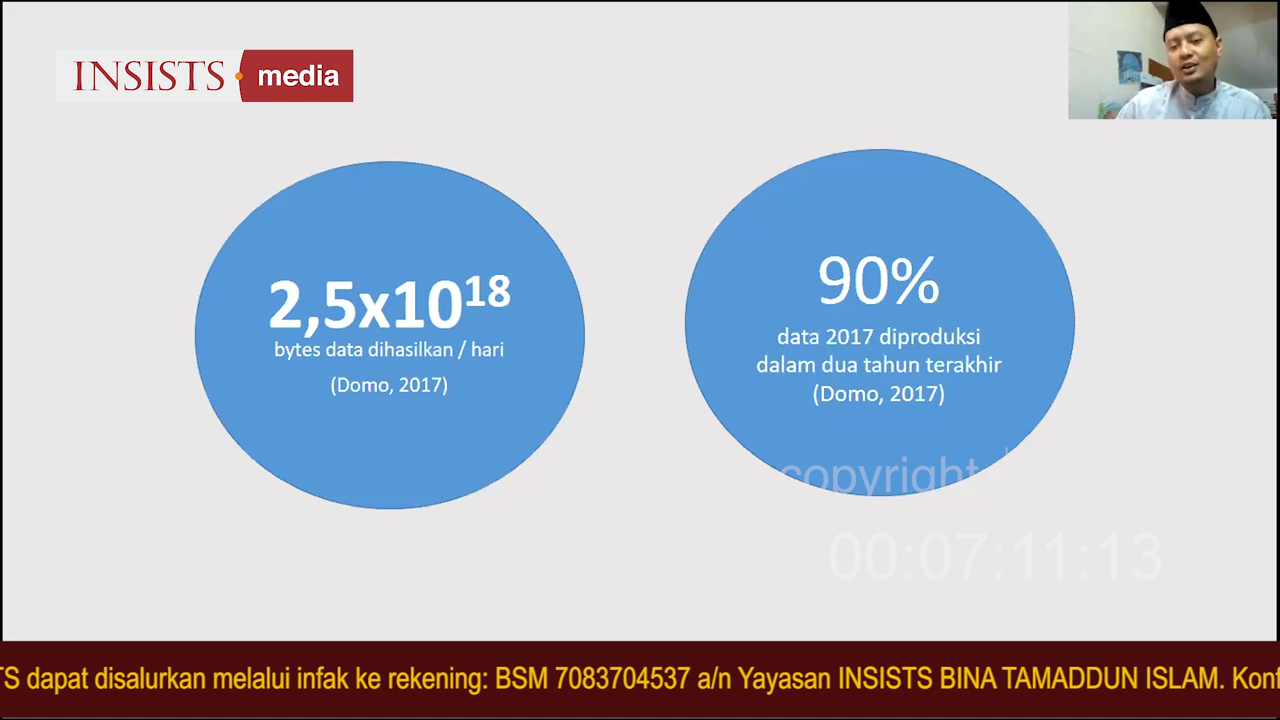 INSISTS media
2,5x10¹⁸
bytes data dihasilkan / hari
(Domo, 2017)
90%
data 2017 diproduksi
dalam dua tahun terakhir
(Domo, 2017)
copyright
00:07:11:13
TS dapat disalurkan melalui infak ke rekening: BSM 7083704537 a/n Yayasan INSISTS BINA TAMADDUN ISLAM. Konf